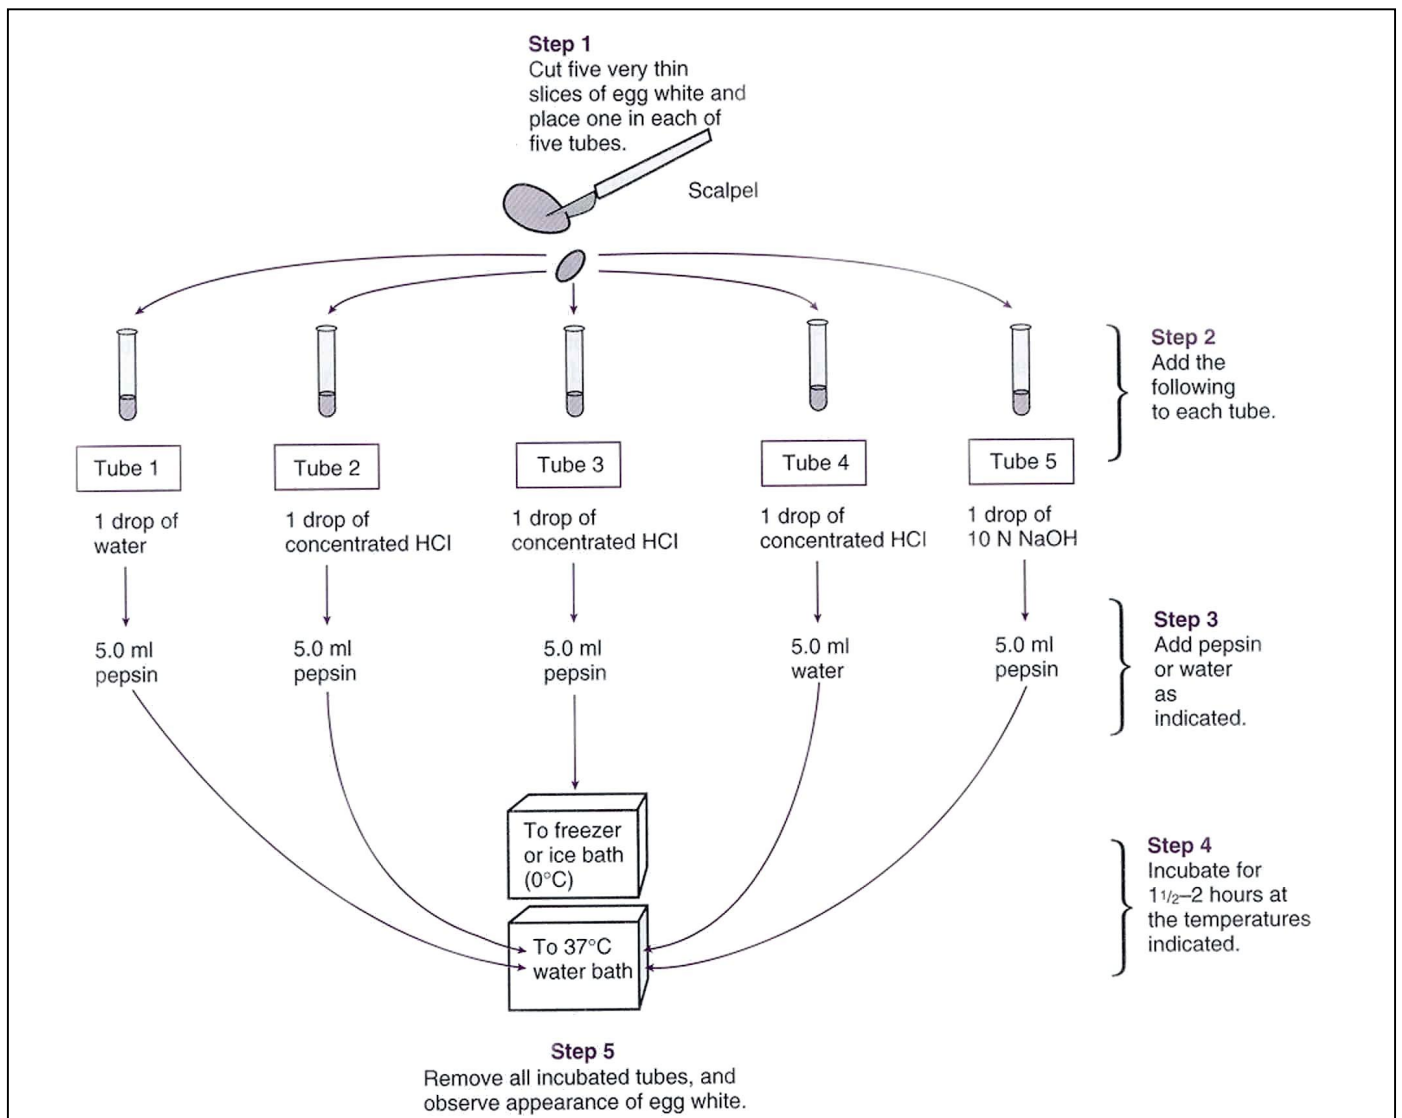 Step 1
Cut five very thin
slices of egg white and
place one in each of
five tubes.
Scalpel
Step 2
Add the
following
to each tube.
Tube 1
Tube 2
Tube 3
Tube 4
Tube 5
1 drop of
water
1 drop of
concentrated HCl
1 drop of
concentrated HCl
1 drop of
concentrated HCl
1 drop of
10 N NaOH
5.0 ml
pepsin
5.0 ml
pepsin
5.0 ml
pepsin
5.0 ml
water
5.0 ml
pepsin
Step 3
Add pepsin
or water
as
indicated.
To freezer
or ice bath
(0°C)
To 37°C
water bath
Step 4
Incubate for
1 1/2–2 hours at
the temperatures
indicated.
Step 5
Remove all incubated tubes, and
observe appearance of egg white.